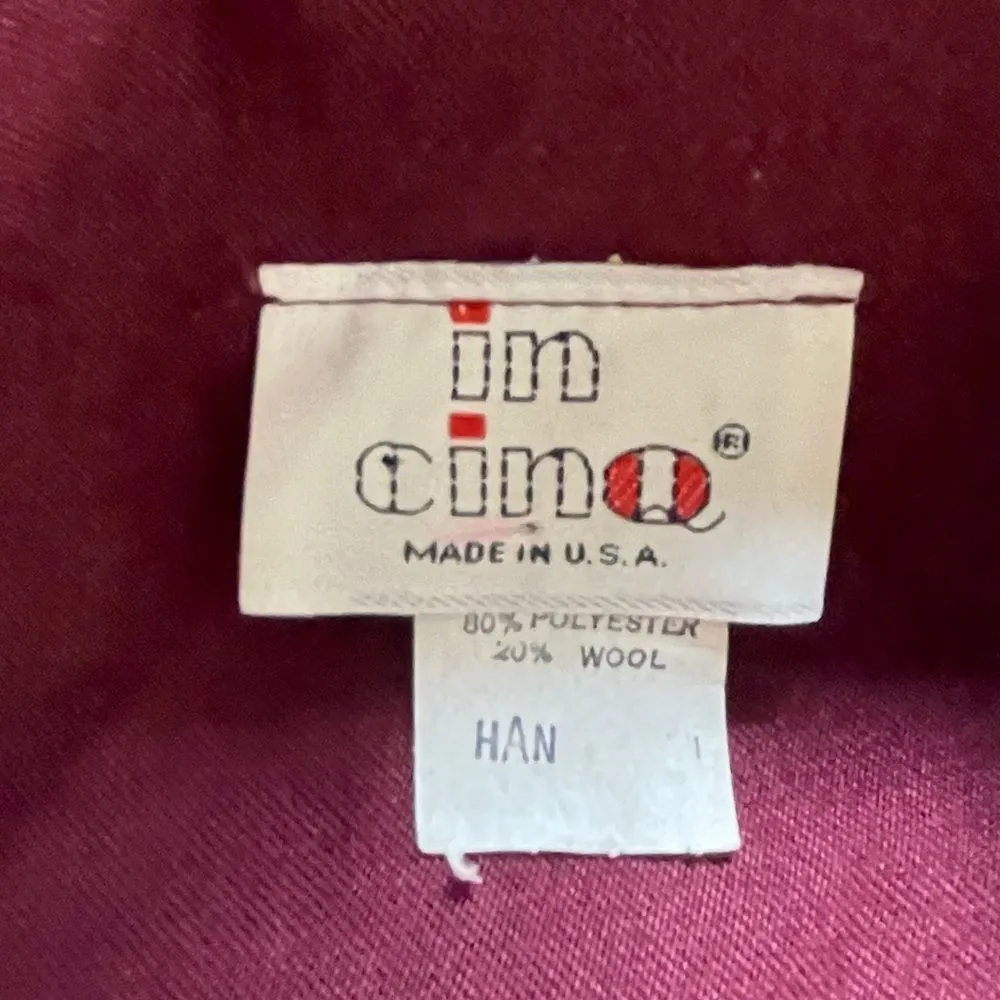 in
cinq®
MADE IN U.S.A.
80% POLYESTER
20% WOOL
HAN